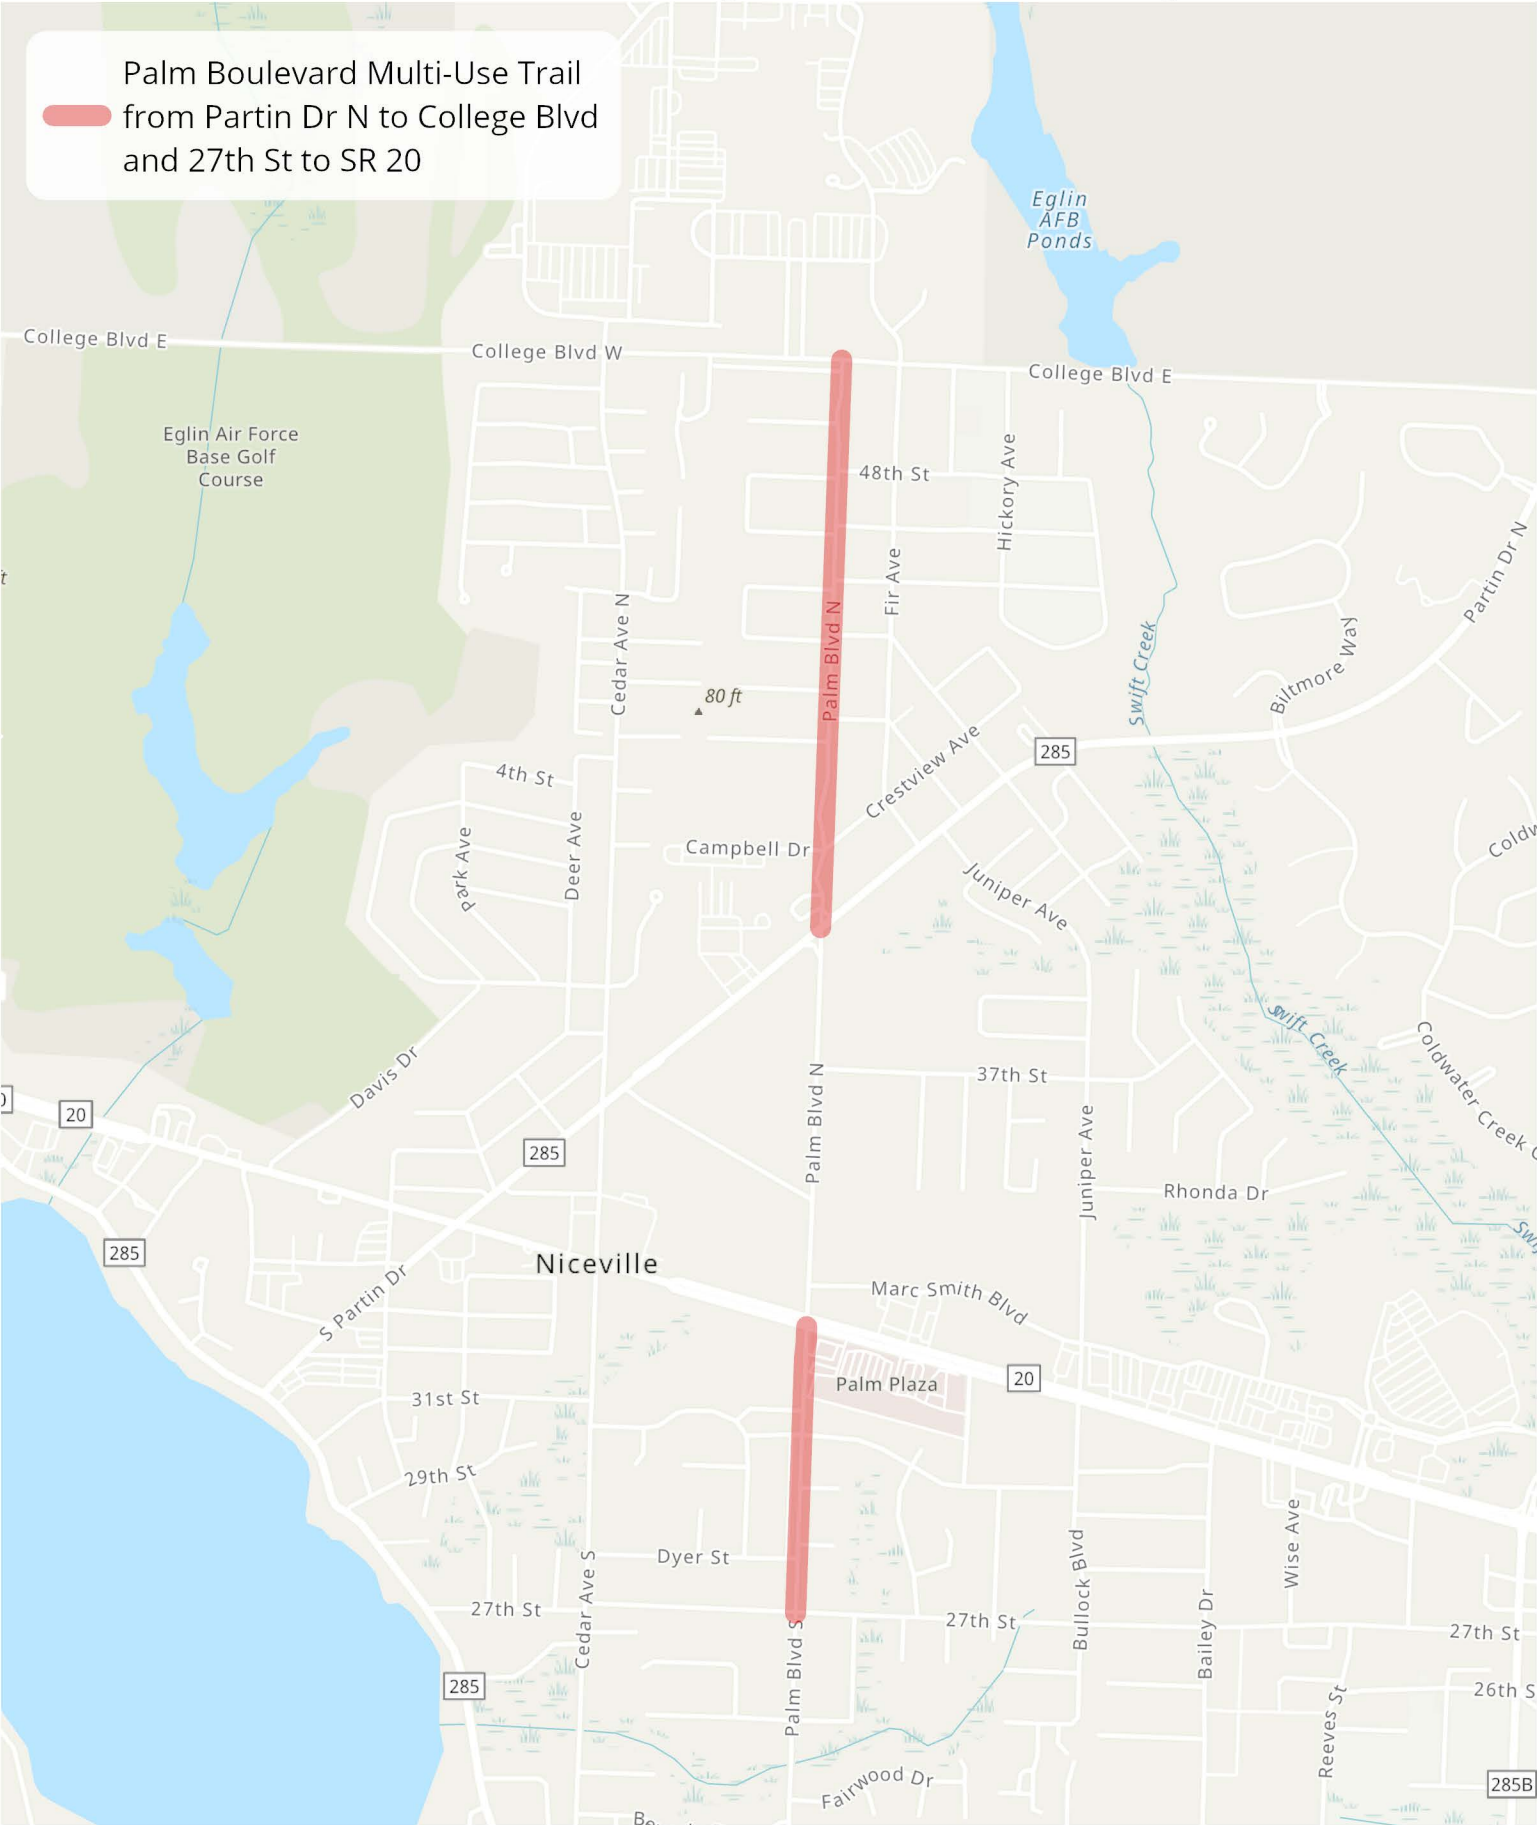 Palm Boulevard Multi-Use Trail
from Partin Dr N to College Blvd
and 27th St to SR 20
Eglin
AFB
Ponds
College Blvd E
College Blvd W
College Blvd E
Eglin Air Force
Base Golf
Course
48th St
Hickory Ave
Fir Ave
Partin Dr N
Cedar Ave N
Palm Blvd N
Swift Creek
Biltmore Way
80 ft
285
4th St
Crestview Ave
Park Ave
Deer Ave
Campbell Dr
Juniper Ave
Swift Creek
Davis Dr
37th St
Palm Blvd N
Coldwater Creek
20
285
Juniper Ave
Rhonda Dr
285
Niceville
S Partin Dr
Marc Smith Blvd
Palm Plaza
20
31st St
29th St
Dyer St
Wise Ave
Bullock Blvd
27th St
27th St
27th St
Cedar Ave S
Bailey Dr
Palm Blvd S
285
26th S
Reeves St
285B
Fairwood Dr